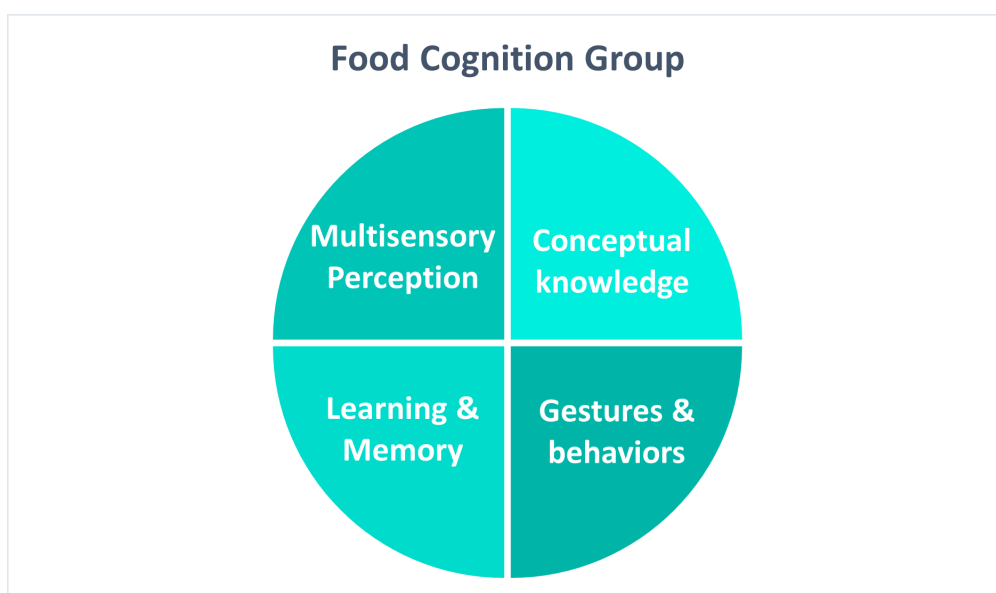 Food Cognition Group
Multisensory
Perception
Conceptual
knowledge
Learning &
Memory
Gestures &
behaviors